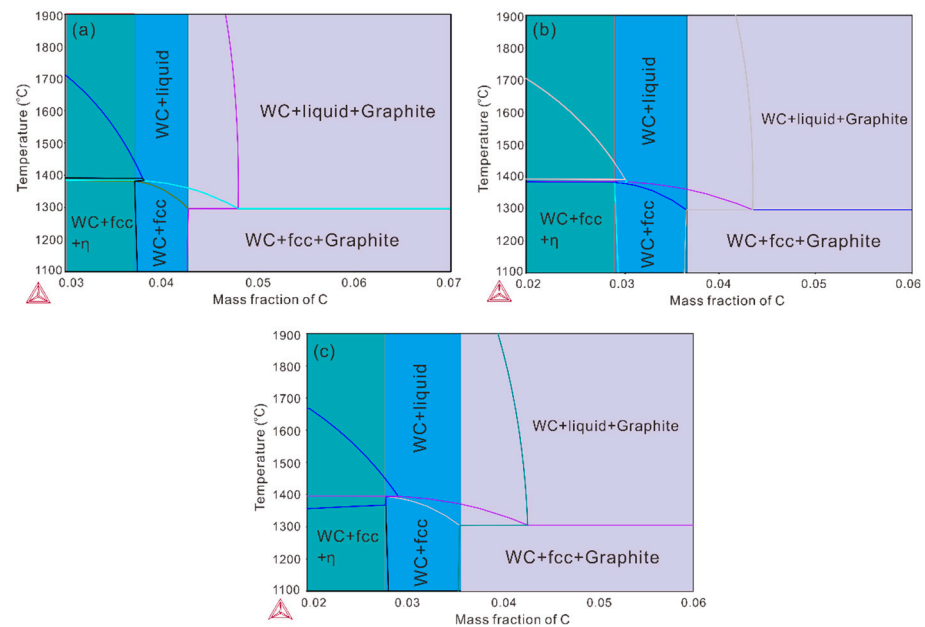 (a)
1900
1800
1700
1600
1500
1400
1300
1200
1100
Temperature (°C)
WC+liquid
WC+liquid+Graphite
WC+fcc
+η
WC+fcc
WC+fcc+Graphite
0.03
0.04
0.05
0.06
0.07
Mass fraction of C
(b)
1900
1800
1700
1600
1500
1400
1300
1200
1100
Temperature (°C)
WC+liquid
WC+liquid+Graphite
WC+fcc
+η
WC+fcc
WC+fcc+Graphite
0.02
0.03
0.04
0.05
0.06
Mass fraction of C
(c)
1900
1800
1700
1600
1500
1400
1300
1200
1100
Temperature (°C)
WC+liquid
WC+liquid+Graphite
WC+fcc
+η
WC+fcc
WC+fcc+Graphite
0.02
0.03
0.04
0.05
0.06
Mass fraction of C